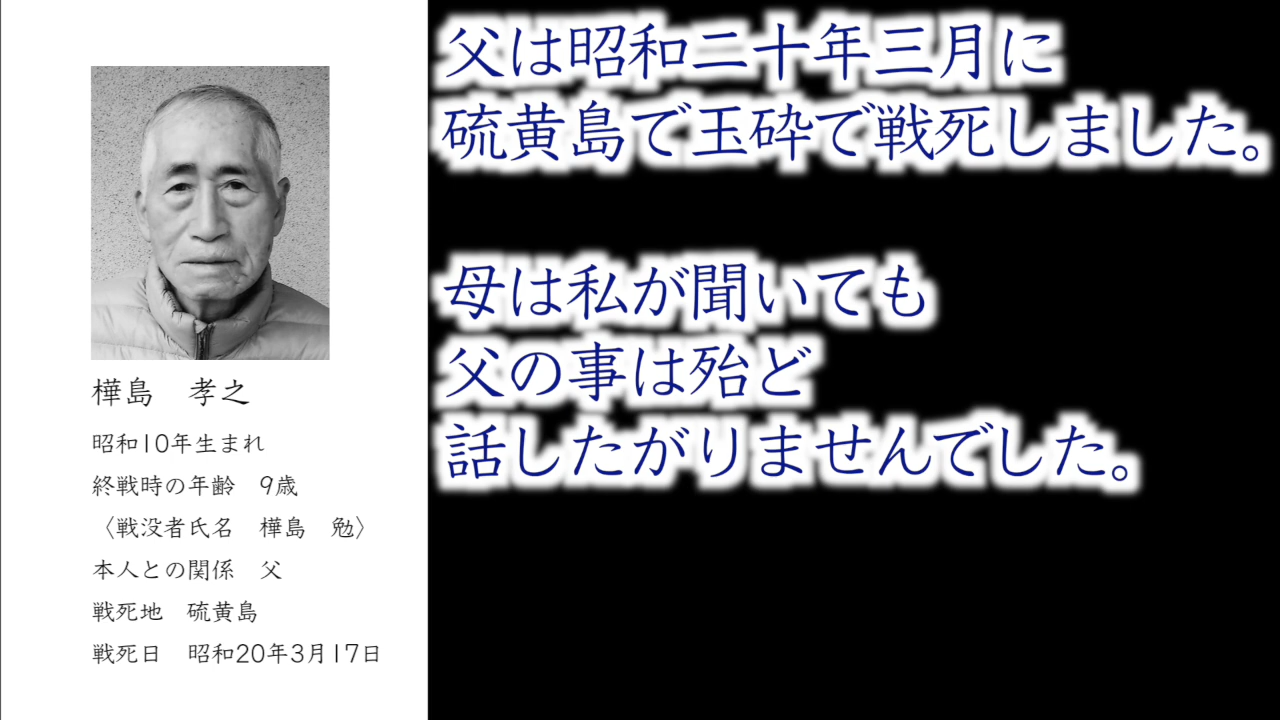 樺島　孝之
昭和10年生まれ
終戦時の年齢　9歳
〈戦没者氏名　樺島　勉〉
本人との関係　父
戦死地　硫黄島
戦死日　昭和20年3月17日
父は昭和二十年三月に
硫黄島で玉砕で戦死しました。
母は私が聞いても
父の事は殆ど
話したがりませんでした。